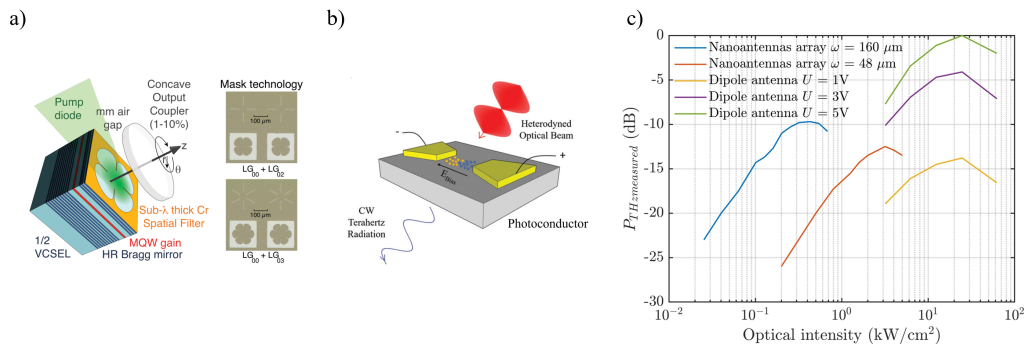 a)
Pump
diode
mm air
gap
Concave
Output
Coupler
(1-10%)
z
θ
Sub-λ thick Cr
Spatial Filter
MQW gain
HR Bragg mirror
1/2
VCSEL
Mask technology
100 µm
LG00 + LG02
100 µm
LG00 + LG03
b)
Heterodyned
Optical Beam
-
+
EBias
CW
Terahertz
Radiation
Photoconductor
c)
Nanoantennas array ω = 160 µm
Nanoantennas array ω = 48 µm
Dipole antenna U = 1V
Dipole antenna U = 3V
Dipole antenna U = 5V
0
-5
-10
-15
-20
-25
-30
PTHzmeasured (dB)
10⁻¹
10⁰
10¹
10²
Optical intensity (kW/cm²)